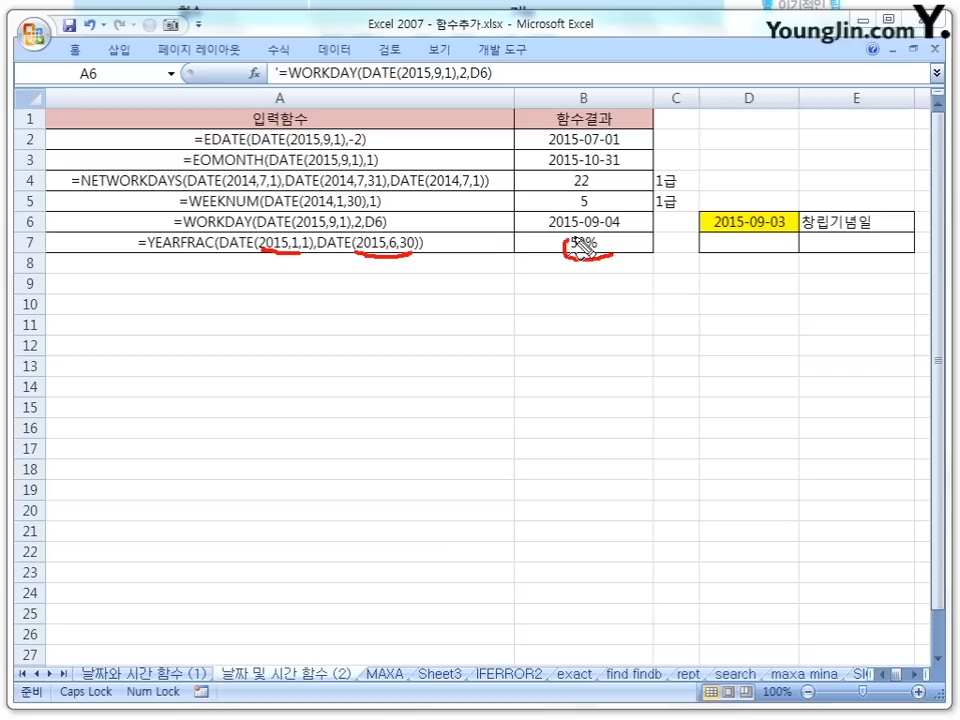 이기적인 팁
Excel 2007 - 함수추가.xlsx - Microsoft Excel
YoungJin.com Y.
홈 삽입 페이지 레이아웃 수식 데이터 검토 보기 개발 도구
A6 fx '=WORKDAY(DATE(2015,9,1),2,D6)
A B C D E
1 입력함수 함수결과
2 =EDATE(DATE(2015,9,1),-2) 2015-07-01
3 =EOMONTH(DATE(2015,9,1),1) 2015-10-31
4 =NETWORKDAYS(DATE(2014,7,1),DATE(2014,7,31),DATE(2014,7,1)) 22 1급
5 =WEEKNUM(DATE(2014,1,30),1) 5 1급
6 =WORKDAY(DATE(2015,9,1),2,D6) 2015-09-04 2015-09-03 창립기념일
7 =YEARFRAC(DATE(2015,1,1),DATE(2015,6,30))
8
9
10
11
12
13
14
15
16
17
18
19
20
21
22
23
24
25
26
27
날짜와 시간 함수 (1) 날짜 및 시간 함수 (2) MAXA Sheet3 IFERROR2 exact find findb rept search maxa mina
준비 Caps Lock Num Lock 100%